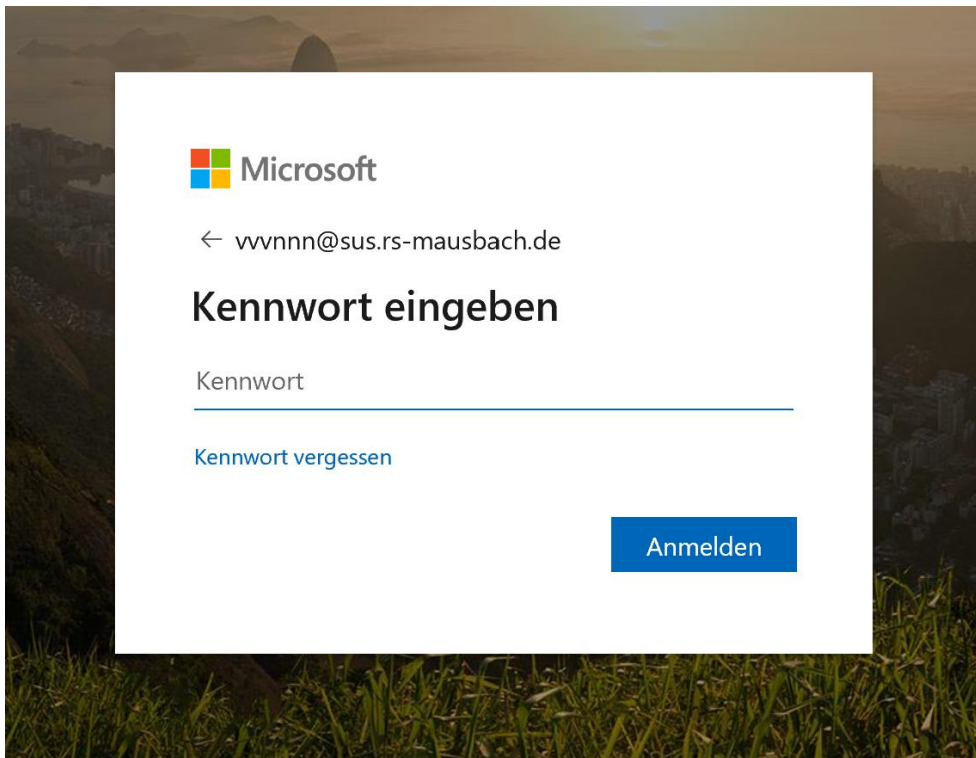 Microsoft
← vvvnnn@sus.rs-mausbach.de
Kennwort eingeben
Kennwort
Kennwort vergessen
Anmelden